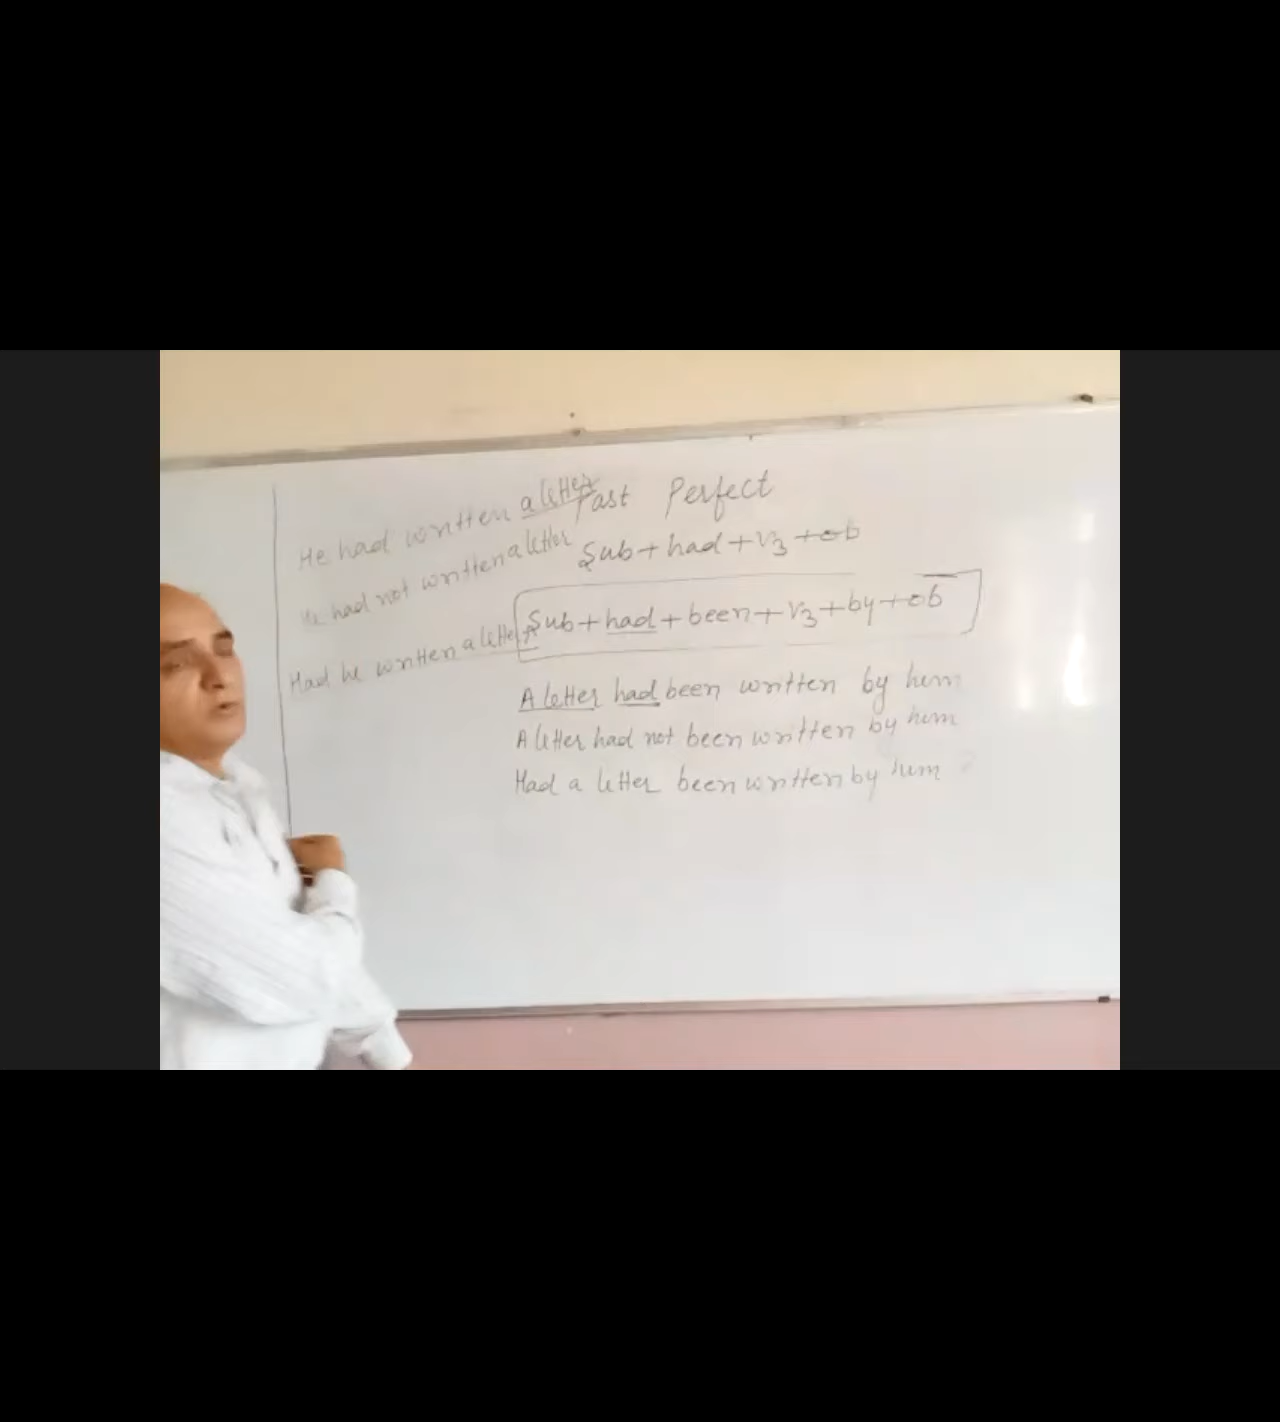 Past Perfect
He had written a letter
Sub + had + V3 + ob
He had not written a letter
Sub + had + been + V3 + by + ob
Had he written a letter
A letter had been written by him
A letter had not been written by him
Had a letter been written by him ?